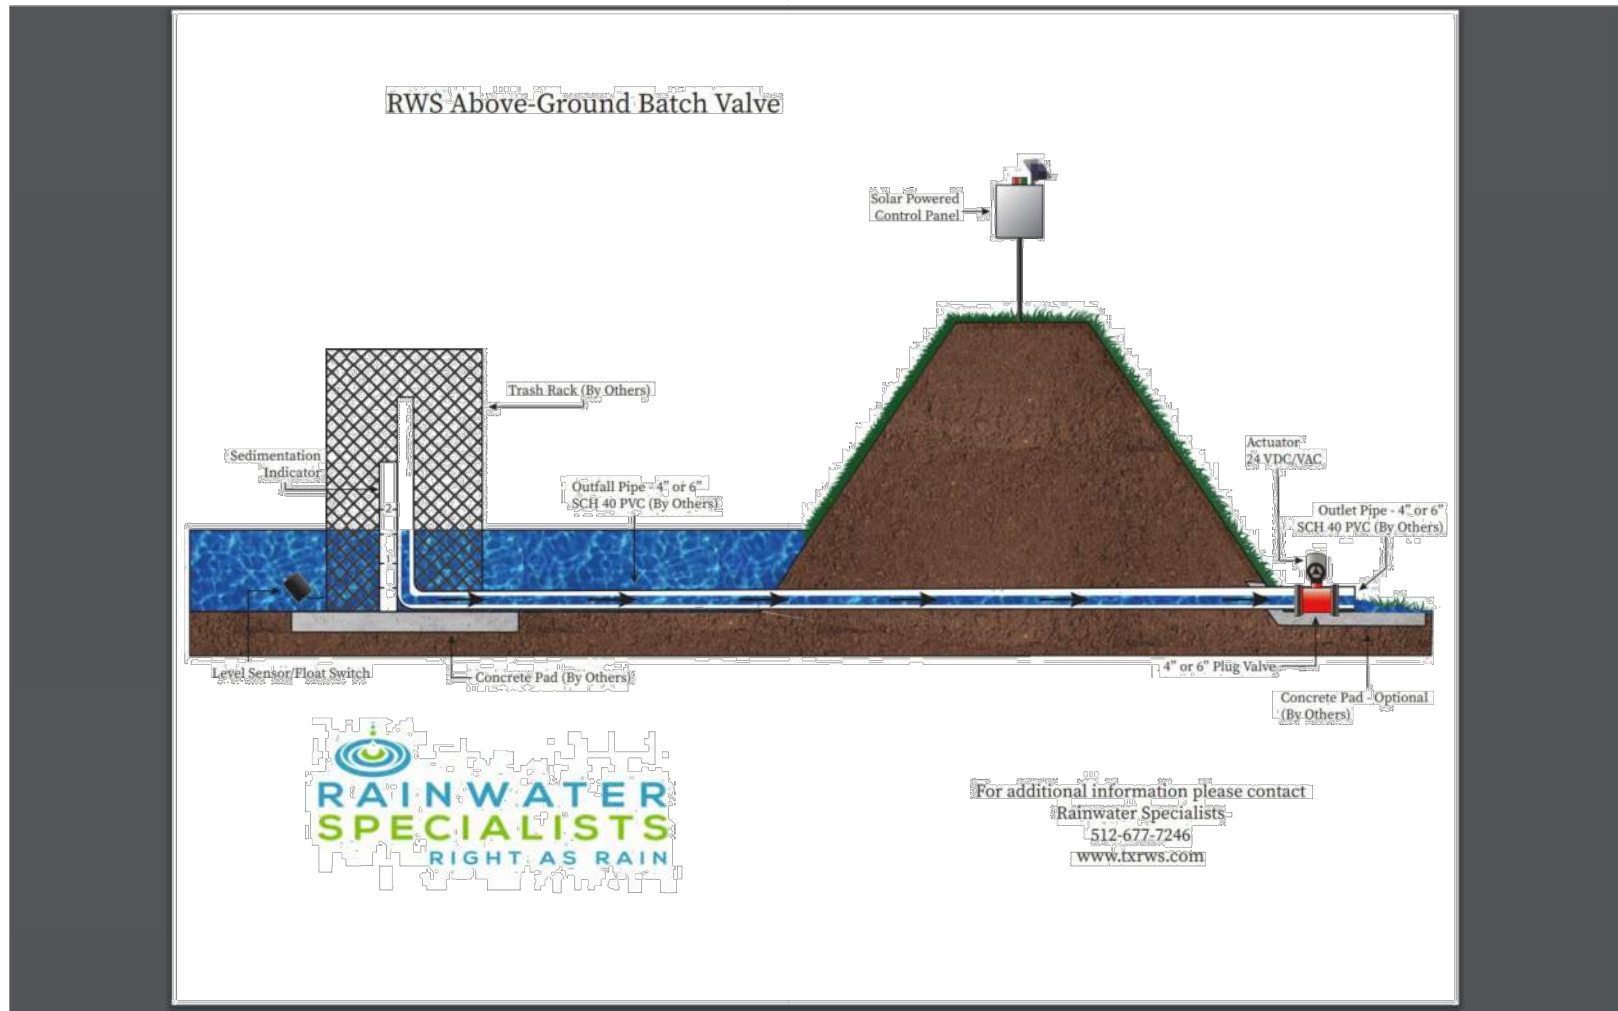 RWS Above-Ground Batch Valve
Solar Powered
Control Panel
Trash Rack (By Others)
Sedimentation
Indicator
Outfall Pipe - 4" or 6"
SCH 40 PVC (By Others)
Actuator
24 VDC/VAC
Outlet Pipe - 4" or 6"
SCH 40 PVC (By Others)
2
1
Level Sensor/Float Switch
Concrete Pad (By Others)
4" or 6" Plug Valve
Concrete Pad - Optional
(By Others)
RAINWATER
SPECIALISTS
RIGHT AS RAIN
For additional information please contact
Rainwater Specialists
512-677-7246
www.txrws.com